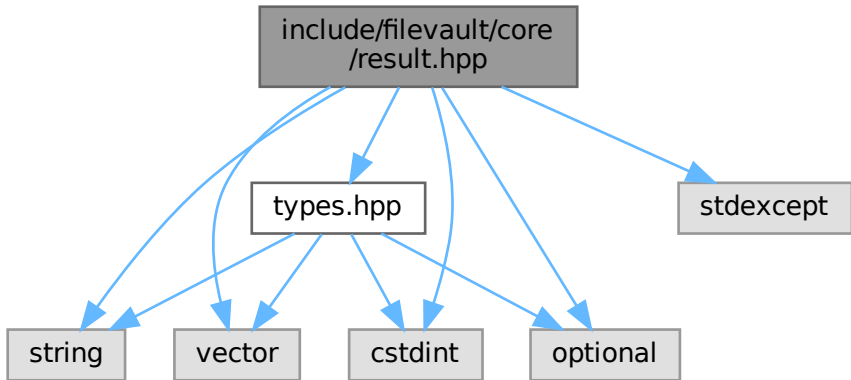 include/filevault/core
/result.hpp
types.hpp
stdexcept
string
vector
cstdint
optional